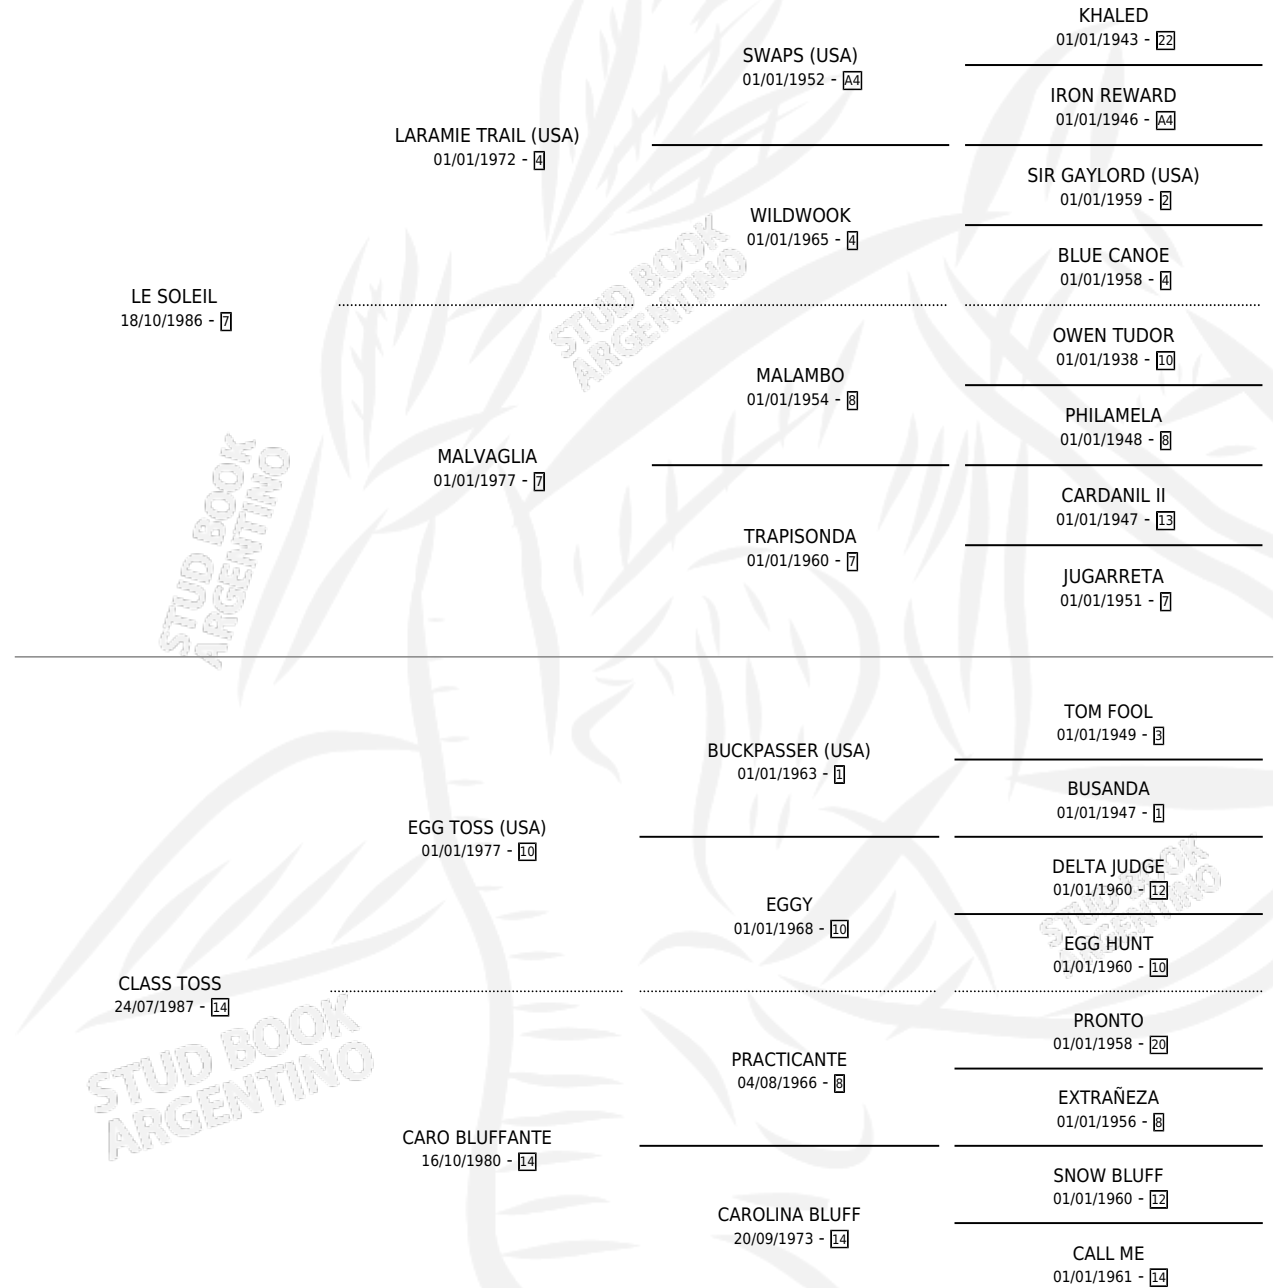 KHALED
01/01/1943 - 22
SWAPS (USA)
01/01/1952 - A4
IRON REWARD
01/01/1946 - A4
LARAMIE TRAIL (USA)
01/01/1972 - 4
SIR GAYLORD (USA)
01/01/1959 - 2
WILDWOOK
01/01/1965 - 4
BLUE CANOE
01/01/1958 - 4
LE SOLEIL
18/10/1986 - 7
OWEN TUDOR
01/01/1938 - 10
MALAMBO
01/01/1954 - 8
PHILAMELA
01/01/1948 - 8
MALVAGLIA
01/01/1977 - 7
CARDANIL II
01/01/1947 - 13
TRAPISONDA
01/01/1960 - 7
JUGARRETA
01/01/1951 - 7
TOM FOOL
01/01/1949 - 3
BUCKPASSER (USA)
01/01/1963 - 1
BUSANDA
01/01/1947 - 1
EGG TOSS (USA)
01/01/1977 - 10
DELTA JUDGE
01/01/1960 - 12
EGGY
01/01/1968 - 10
EGG HUNT
01/01/1960 - 10
CLASS TOSS
24/07/1987 - 14
PRONTO
01/01/1958 - 20
PRACTICANTE
04/08/1966 - 8
EXTRAÑEZA
01/01/1956 - 8
CARO BLUFFANTE
16/10/1980 - 14
SNOW BLUFF
01/01/1960 - 12
CAROLINA BLUFF
20/09/1973 - 14
CALL ME
01/01/1961 - 14
STUD BOOK
ARGENTINO
STUD BOOK
ARGENTINO
STUD BOOK
ARGENTINO
STUD BOOK
ARGENTINO